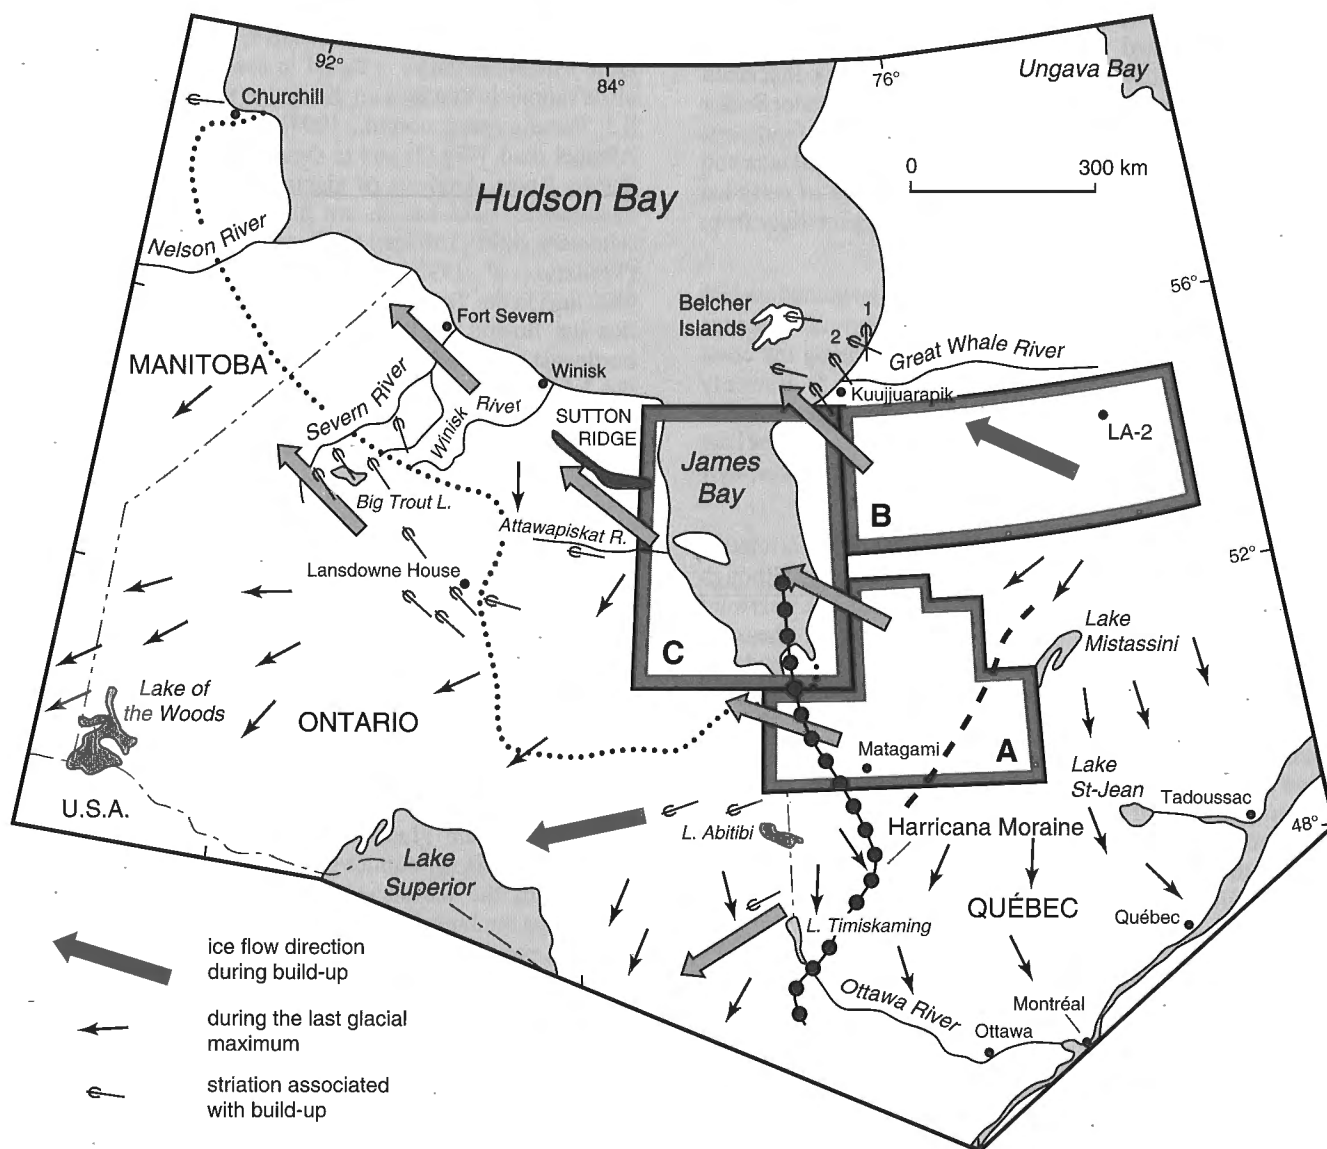 92°
84°
76°
Ungava Bay
Churchill
0 300 km
Hudson Bay
Nelson River
56°
Belcher
Islands
1
2
Fort Severn
Great Whale River
MANITOBA
Severn River
Winisk
Winisk
River
Kuujjuarapik
SUTTON
RIDGE
LA-2
James
Bay
B
Big Trout L.
Attawapiskat R.
52°
Lansdowne House
Lake
Mistassini
C
Lake of
the Woods
ONTARIO
A
Matagami
Lake
St-Jean
Tadoussac
U.S.A.
L. Abitibi
Harricana Moraine
48°
Lake
Superior
QUÉBEC
Québec
L. Timiskaming
Ottawa River
Montréal
Ottawa
ice flow direction
during build-up
during the last glacial
maximum
striation associated
with build-up